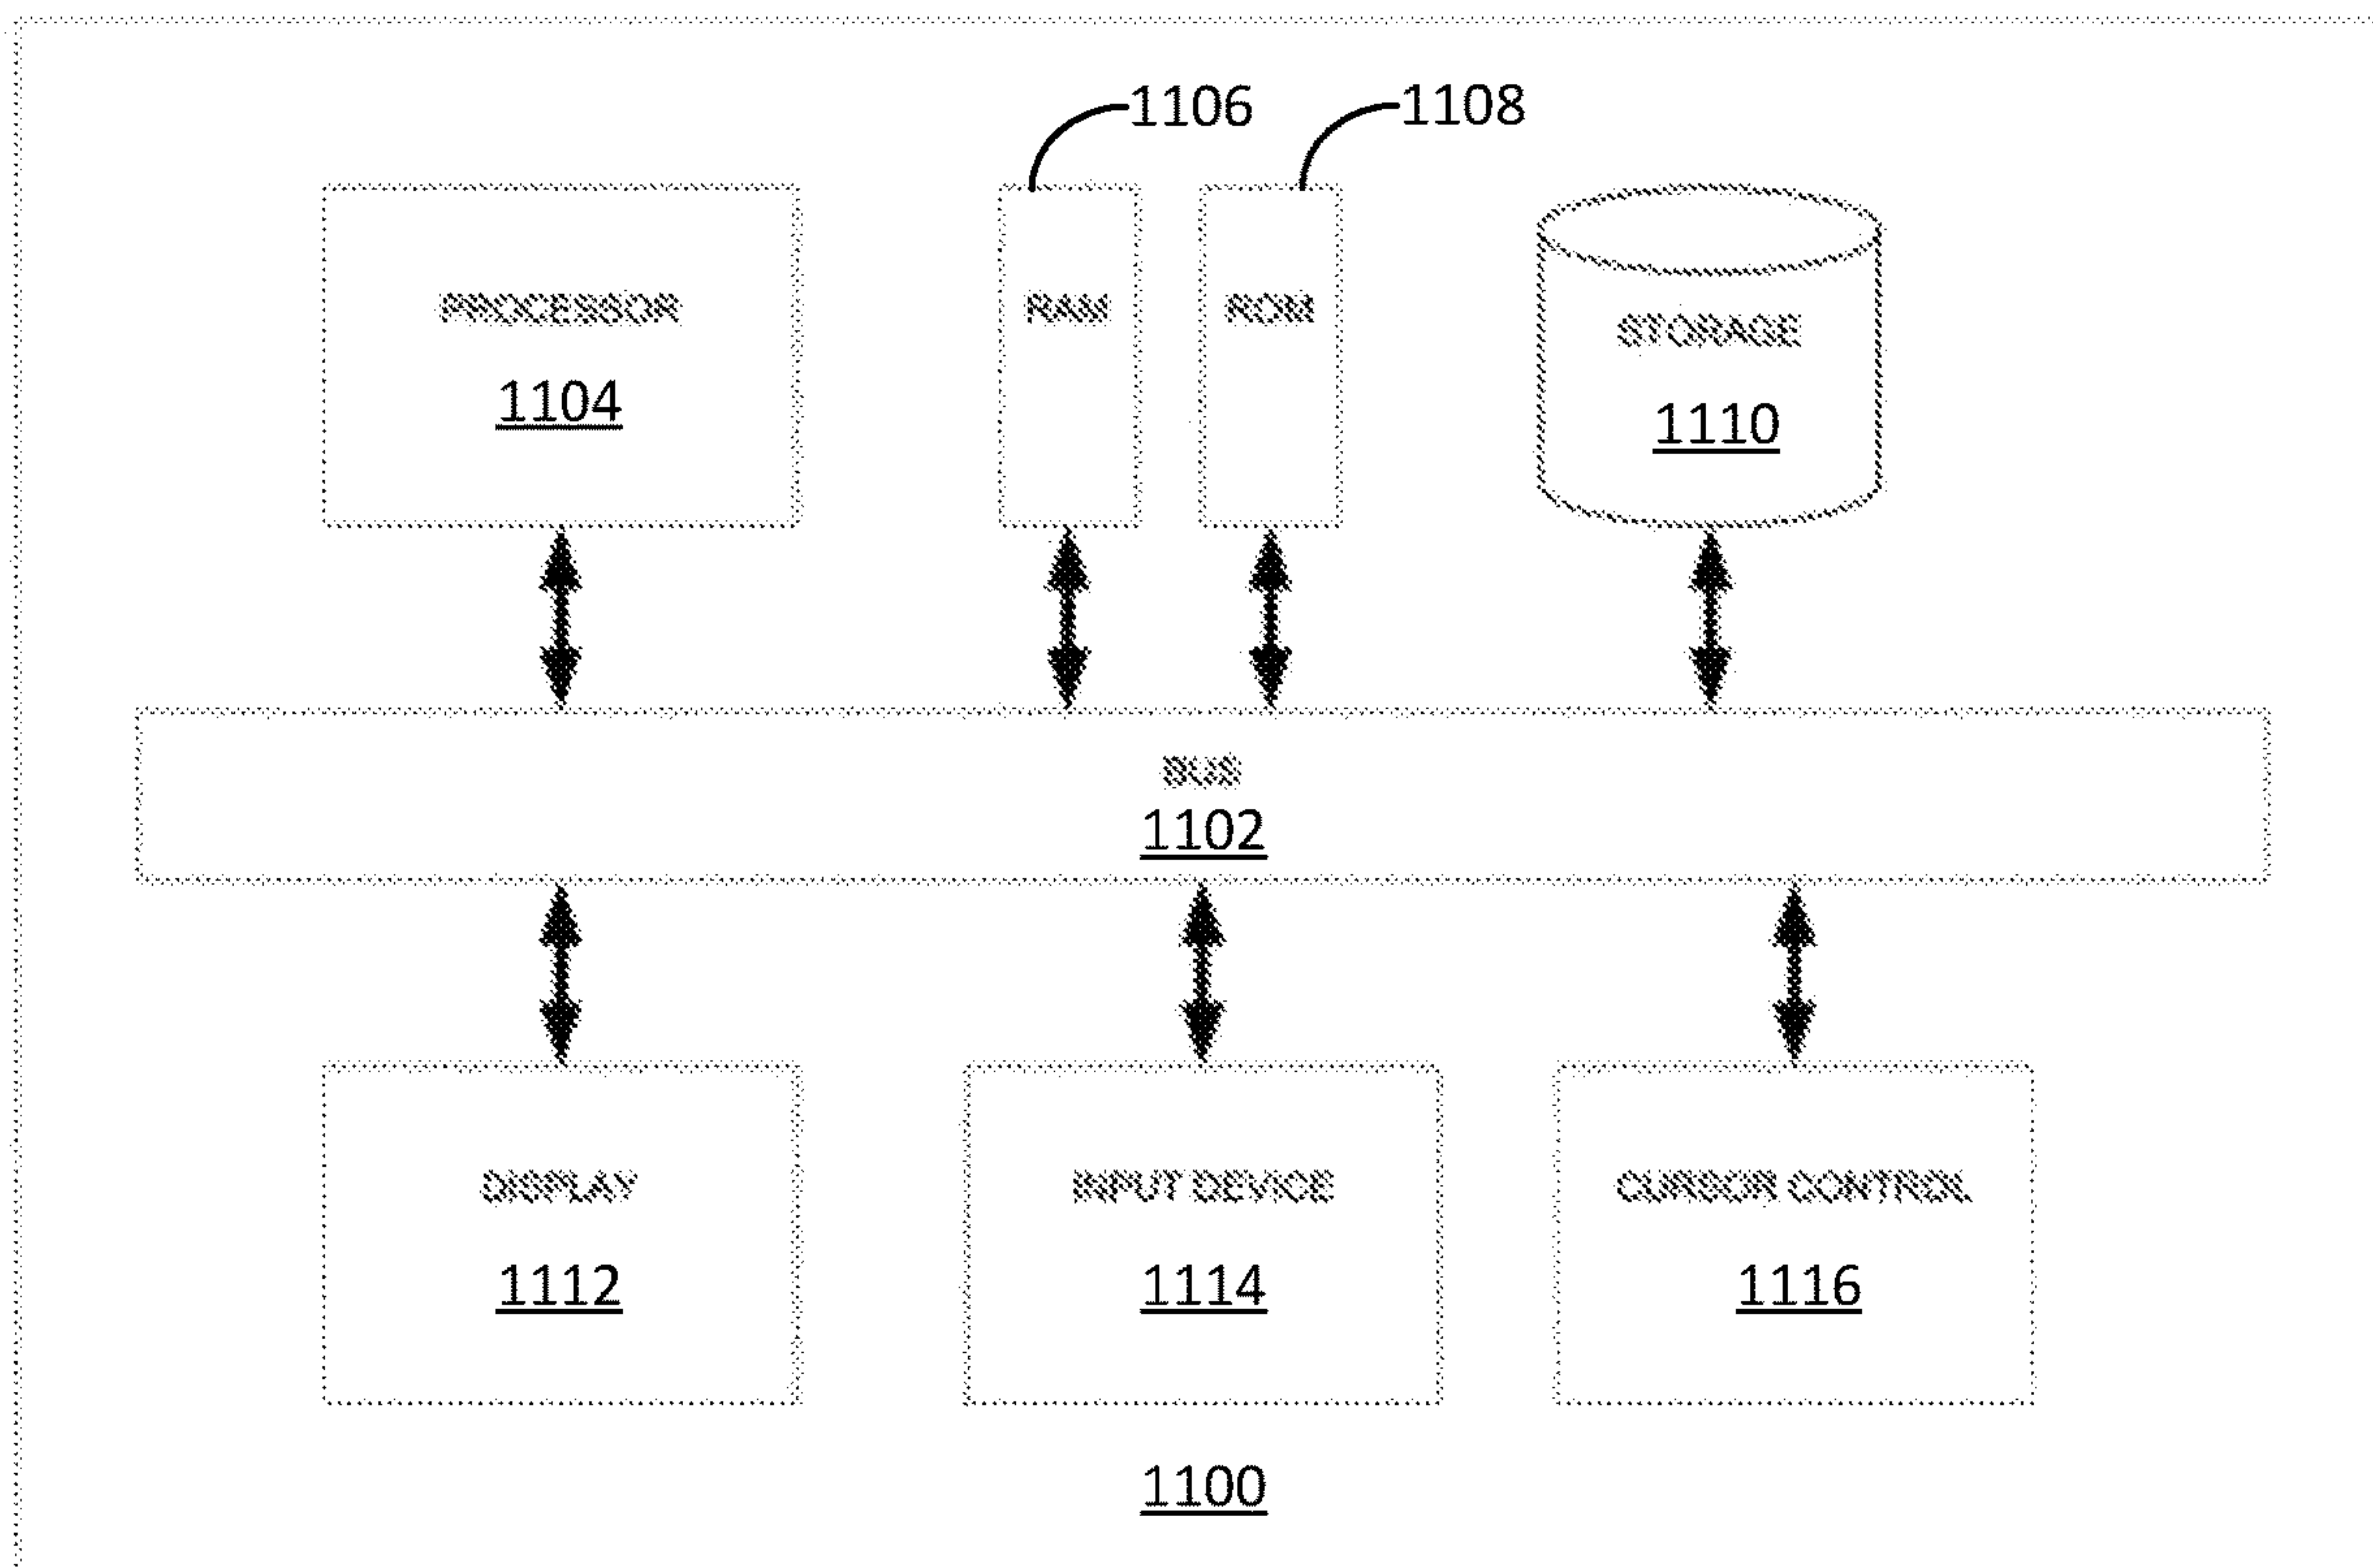 1106
1108
PROCESSOR
1104
RAM
ROM
STORAGE
1110
BUS
1102
DISPLAY
1112
INPUT DEVICE
1114
CURSOR CONTROL
1116
1100